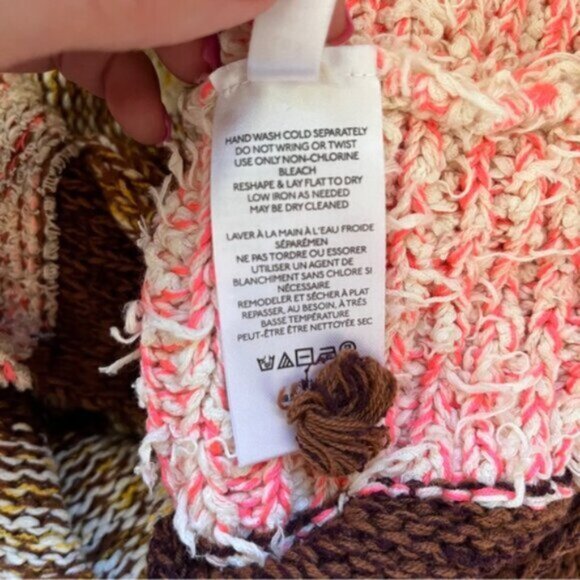 HAND WASH COLD SEPARATELY
DO NOT WRING OR TWIST
USE ONLY NON-CHLORINE
BLEACH
RESHAPE & LAY FLAT TO DRY
LOW IRON AS NEEDED
MAY BE DRY CLEANED
LAVER À LA MAIN À L'EAU FROIDE
SÉPARÉMEN
NE PAS TORDRE OU ESSORER
UTILISER UN AGENT DE
BLANCHIMENT SANS CHLORE SI
NÉCESSAIRE
REMODELER ET SÉCHER À PLAT
REPASSER, AU BESOIN, À TRÉS
BASSE TEMPÉRATURE
PEUT-ÊTRE ÊTRE NETTOYÉE SEC